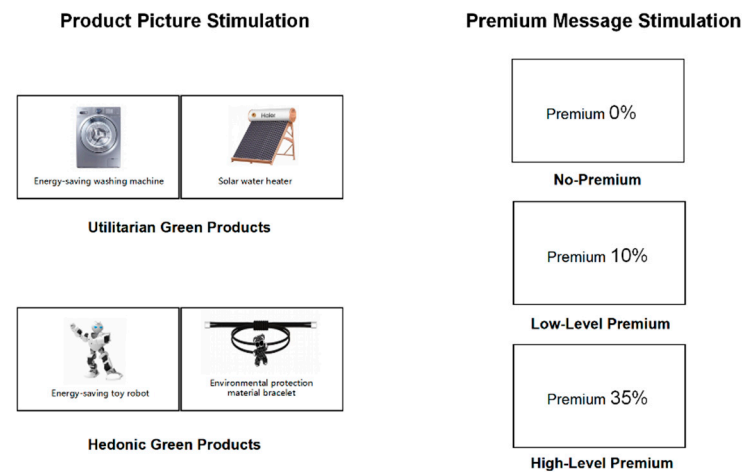 Product Picture Stimulation
Premium Message Stimulation
Haier
Energy-saving washing machine
Solar water heater
Utilitarian Green Products
Energy-saving toy robot
Environmental protection
material bracelet
Hedonic Green Products
Premium 0%
No-Premium
Premium 10%
Low-Level Premium
Premium 35%
High-Level Premium